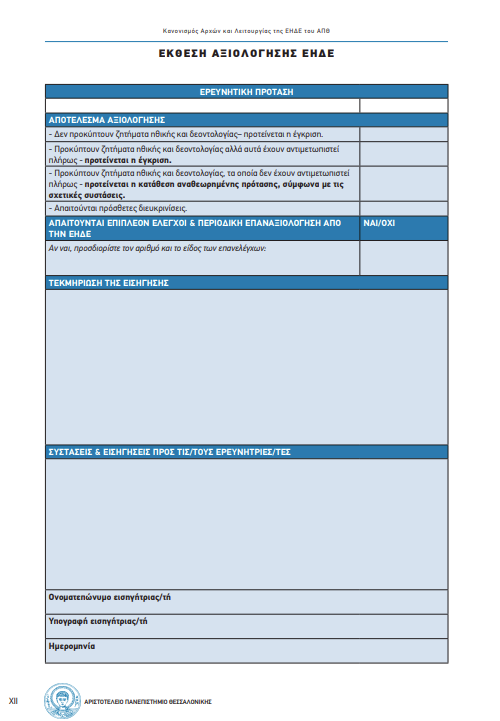 Κανονισμός Αρχών και Λειτουργίας της ΕΗΔΕ του ΑΠΘ
ΕΚΘΕΣΗ ΑΞΙΟΛΟΓΗΣΗΣ ΕΗΔΕ
ΕΡΕΥΝΗΤΙΚΗ ΠΡΟΤΑΣΗ
ΑΠΟΤΕΛΕΣΜΑ ΑΞΙΟΛΟΓΗΣΗΣ
- Δεν προκύπτουν ζητήματα ηθικής και δεοντολογίας– προτείνεται η έγκριση.
- Προκύπτουν ζητήματα ηθικής και δεοντολογίας αλλά αυτά έχουν αντιμετωπιστεί
πλήρως - προτείνεται η έγκριση.
- Προκύπτουν ζητήματα ηθικής και δεοντολογίας, τα οποία δεν έχουν αντιμετωπιστεί
πλήρως - προτείνεται η κατάθεση αναθεωρημένης πρότασης, σύμφωνα με τις
σχετικές συστάσεις.
- Απαιτούνται πρόσθετες διευκρινίσεις.
ΑΠΑΙΤΟΥΝΤΑΙ ΕΠΙΠΛΕΟΝ ΕΛΕΓΧΟΙ & ΠΕΡΙΟΔΙΚΗ ΕΠΑΝΑΞΙΟΛΟΓΗΣΗ ΑΠΟ
ΤΗΝ ΕΗΔΕ
ΝΑΙ/ΟΧΙ
Αν ναι, προσδιορίστε τον αριθμό και το είδος των επανελέγχων:
ΤΕΚΜΗΡΙΩΣΗ ΤΗΣ ΕΙΣΗΓΗΣΗΣ
ΣΥΣΤΑΣΕΙΣ & ΕΙΣΗΓΗΣΕΙΣ ΠΡΟΣ ΤΙΣ/ΤΟΥΣ ΕΡΕΥΝΗΤΡΙΕΣ/ΤΕΣ
Ονοματεπώνυμο εισηγήτριας/τή
Υπογραφή εισηγήτριας/τή
Ημερομηνία
XII
ΑΡΙΣΤΟΤΕΛΕΙΟ ΠΑΝΕΠΙΣΤΗΜΙΟ ΘΕΣΣΑΛΟΝΙΚΗΣ